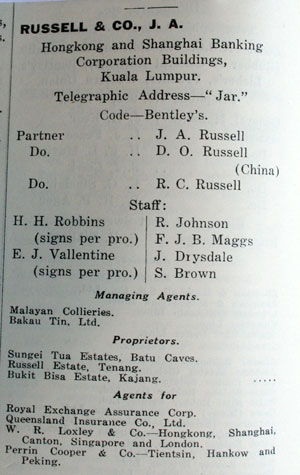 RUSSELL & CO., J. A.
Hongkong and Shanghai Banking
Corporation Buildings,
Kuala Lumpur.
Telegraphic Address—"Jar."
Code—Bentley's.
Partner .. J. A. Russell
Do. .. D. O. Russell
(China)
Do. .. R. C. Russell
Staff:
H. H. Robbins
(signs per pro.)
E. J. Vallentine
(signs per pro.)
R. Johnson
F. J. B. Maggs
J. Drysdale
S. Brown
Managing Agents.
Malayan Collieries.
Bakau Tin, Ltd.
Proprietors.
Sungei Tua Estates, Batu Caves.
Russell Estate, Tenang.
Bukit Bisa Estate, Kajang. .....
Agents for
Royal Exchange Assurance Corp.
Queensland Insurance Co., Ltd.
W. R. Loxley & Co.—Hongkong, Shanghai,
Canton, Singapore and London.
Perrin Cooper & Co.—Tientsin, Hankow and
Peking.